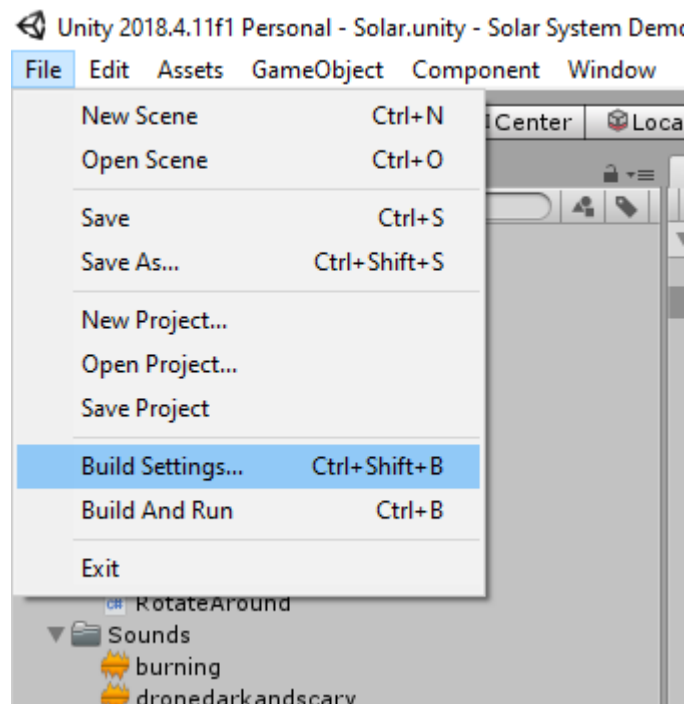 Unity 2018.4.11f1 Personal - Solar.unity - Solar System Demo
File Edit Assets GameObject Component Window
New Scene Ctrl+N
Center Loca
Open Scene Ctrl+O
Save Ctrl+S
Save As... Ctrl+Shift+S
New Project...
Open Project...
Save Project
Build Settings... Ctrl+Shift+B
Build And Run Ctrl+B
Exit
C# RotateAround
Sounds
burning
dronedarkandscary